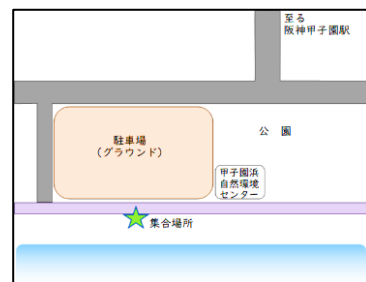 至る
阪神甲子園駅
駐車場
（グラウンド）
公　園
甲子園浜
自然環境
センター
集合場所